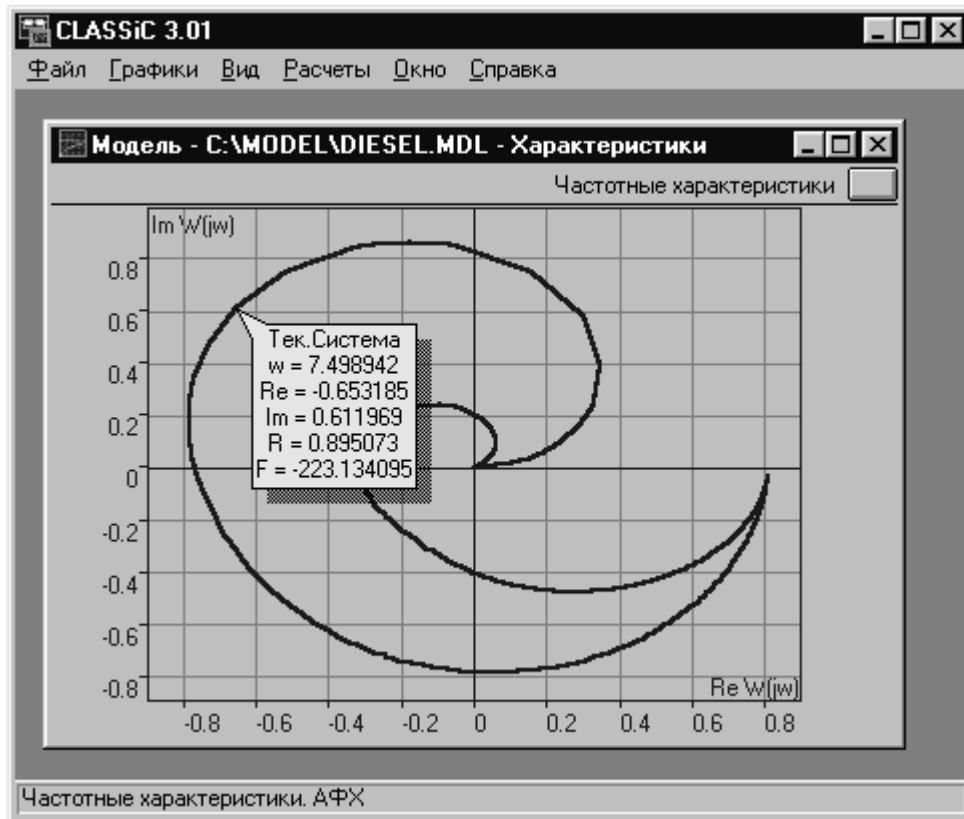 CLASSiC 3.01
Файл Графики Вид Расчеты Окно Справка
Модель - C:\MODEL\DIESEL.MDL - Характеристики
Частотные характеристики
Im W(jw)
0.8
0.6
0.4
0.2
0
-0.2
-0.4
-0.6
-0.8
Тек.Система
w = 7.498942
Re = -0.653185
Im = 0.611969
R = 0.895073
F = -223.134095
Re W(jw)
-0.8 -0.6 -0.4 -0.2 0 0.2 0.4 0.6 0.8
Частотные характеристики. АФХ